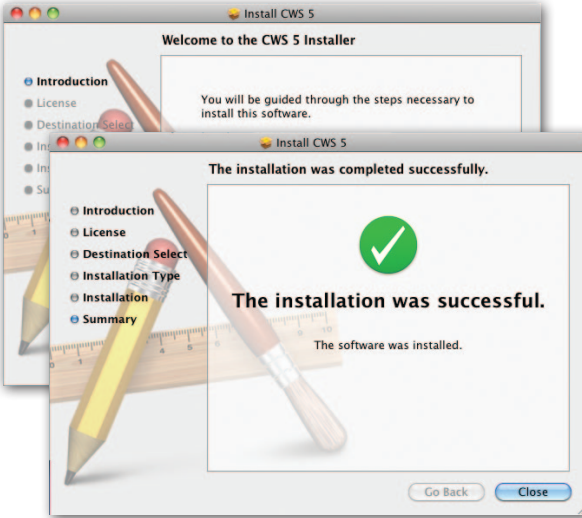 Install CWS 5
Welcome to the CWS 5 Installer
Introduction
License
Destination Select
You will be guided through the steps necessary to
install this software.
Install CWS 5
The installation was completed successfully.
Introduction
License
Destination Select
Installation Type
Installation
Summary
The installation was successful.
The software was installed.
Go Back
Close